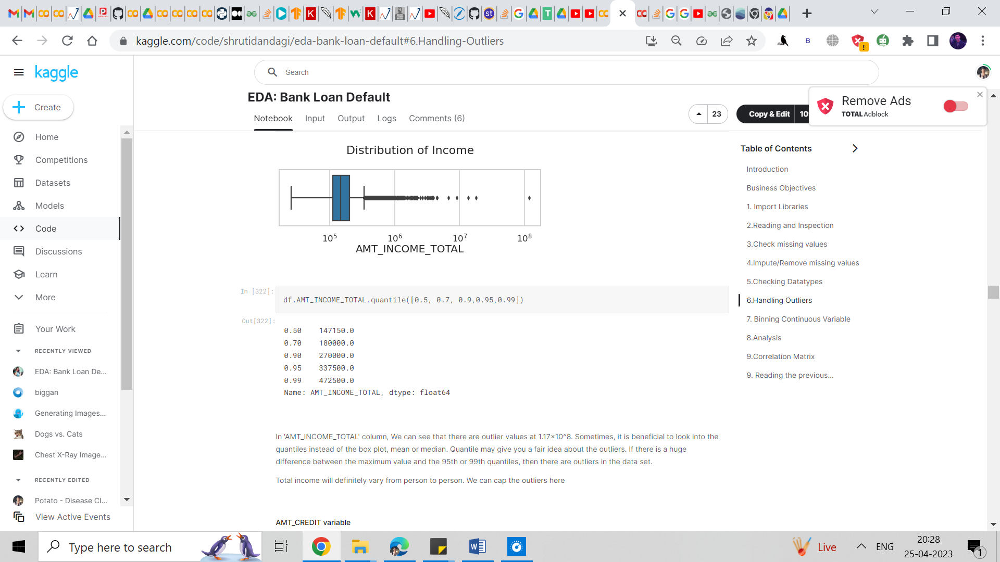 kaggle.com/code/shrutidandagi/eda-bank-loan-default#6.Handling-Outliers
B
!
kaggle
Search
Create
Home
Competitions
Datasets
Models
Code
Discussions
Learn
More
Your Work
RECENTLY VIEWED
EDA: Bank Loan De...
biggan
Generating Images...
Dogs vs. Cats
Chest X-Ray Image...
RECENTLY EDITED
Potato - Disease Cl...
View Active Events
EDA: Bank Loan Default
Notebook Input Output Logs Comments (6)
23
Copy & Edit 10
Remove Ads
TOTAL Adblock
Distribution of Income
10⁵ 10⁶ 10⁷ 10⁸
AMT_INCOME_TOTAL
In [322]:
df.AMT_INCOME_TOTAL.quantile([0.5, 0.7, 0.9,0.95,0.99])
Out[322]:
0.50 147150.0
0.70 180000.0
0.90 270000.0
0.95 337500.0
0.99 472500.0
Name: AMT_INCOME_TOTAL, dtype: float64
In 'AMT_INCOME_TOTAL' column, We can see that there are outlier values at 1.17×10^8. Sometimes, it is beneficial to look into the
quantiles instead of the box plot, mean or median. Quantile may give you a fair idea about the outliers. If there is a huge
difference between the maximum value and the 95th or 99th quantiles, then there are outliers in the data set.
Total income will definitely vary from person to person. We can cap the outliers here
AMT_CREDIT variable
Table of Contents
Introduction
Business Objectives
1. Import Libraries
2.Reading and Inspection
3.Check missing values
4.Impute/Remove missing values
5.Checking Datatypes
6.Handling Outliers
7. Binning Continuous Variable
8.Analysis
9.Correlation Matrix
9. Reading the previous...
Type here to search
Live
ENG
20:28
25-04-2023
1